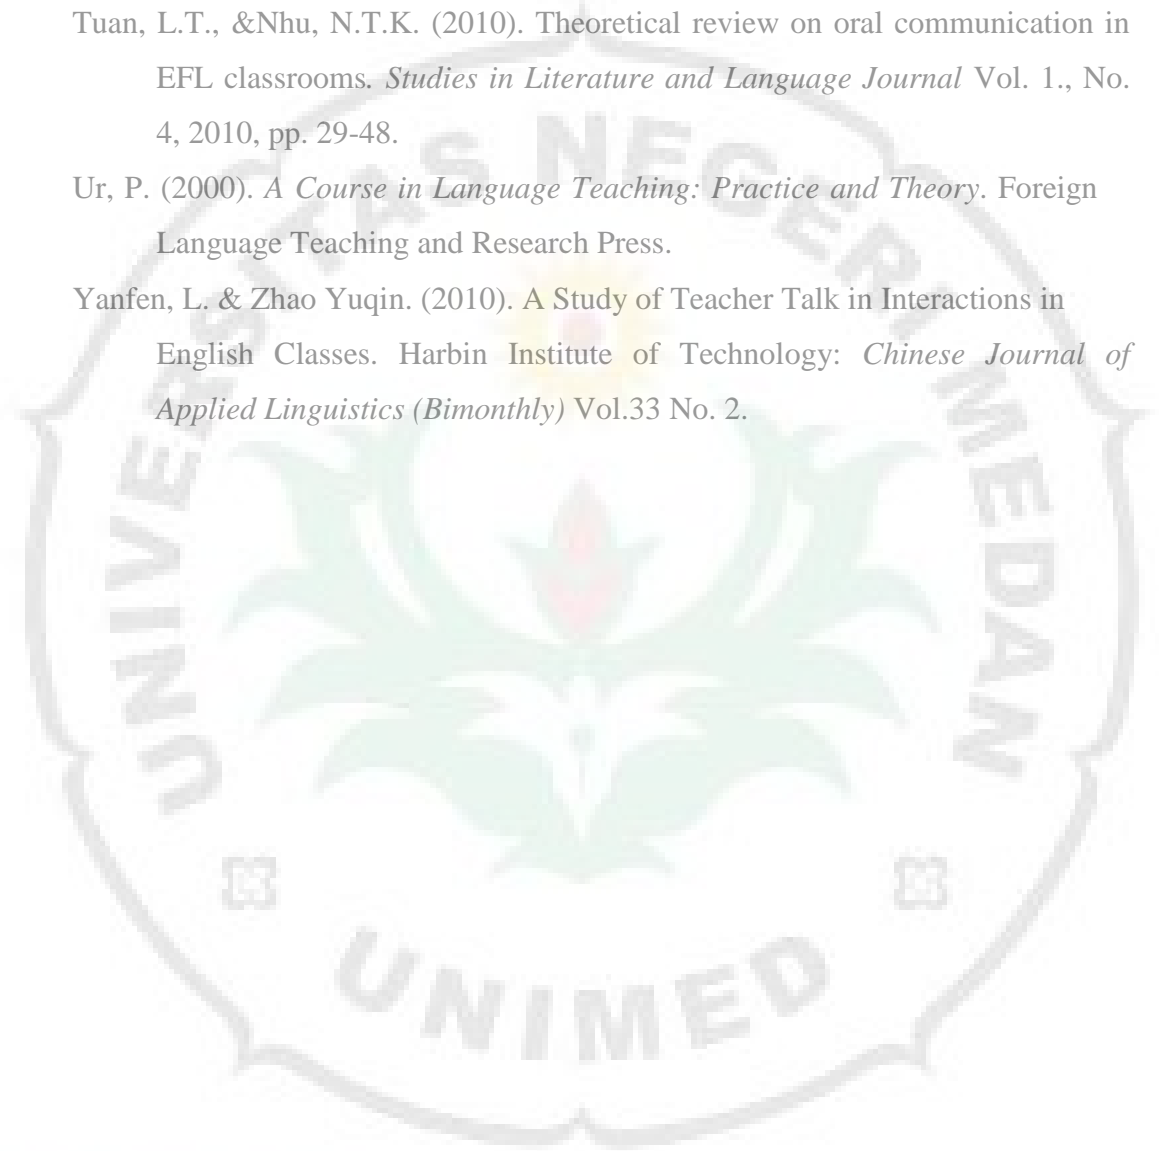 Tuan, L.T., &Nhu, N.T.K. (2010). Theoretical review on oral communication in
EFL classrooms. Studies in Literature and Language Journal Vol. 1., No.
4, 2010, pp. 29-48.
Ur, P. (2000). A Course in Language Teaching: Practice and Theory. Foreign
Language Teaching and Research Press.
Yanfen, L. & Zhao Yuqin. (2010). A Study of Teacher Talk in Interactions in
English Classes. Harbin Institute of Technology: Chinese Journal of
Applied Linguistics (Bimonthly) Vol.33 No. 2.
UNIVERSITAS NEGERI MEDAN
UNIMED